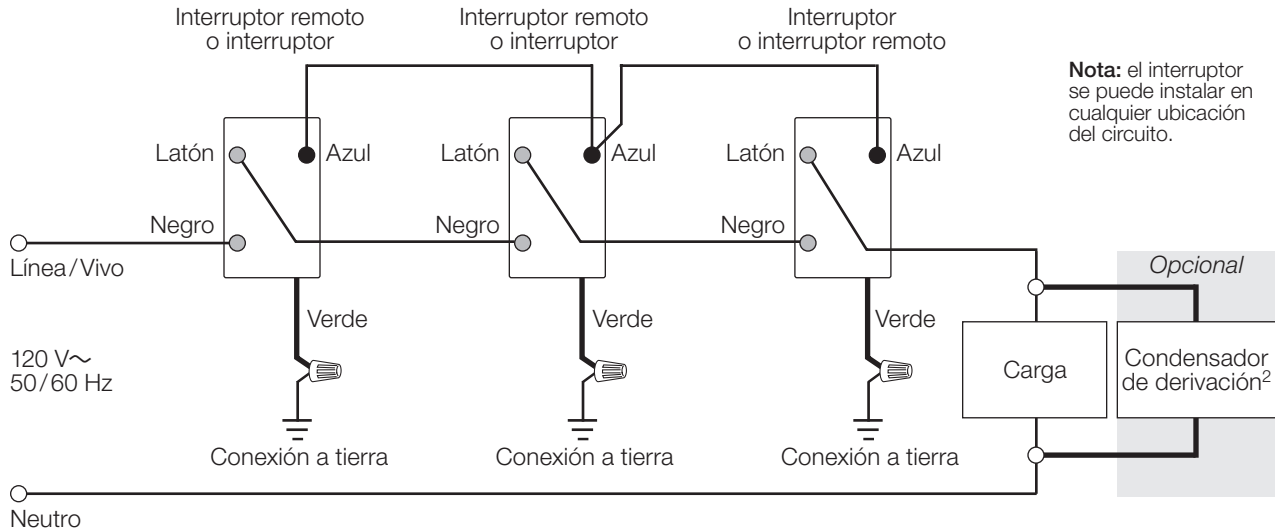 Interruptor remoto
o interruptor
Interruptor remoto
o interruptor
Interruptor
o interruptor remoto
Nota: el interruptor
se puede instalar en
cualquier ubicación
del circuito.
Latón
Azul
Latón
Azul
Latón
Azul
Negro
Negro
Negro
Línea/Vivo
Opcional
Verde
Verde
Verde
120 V~
50/60 Hz
Carga
Condensador
de derivación²
Conexión a tierra
Conexión a tierra
Conexión a tierra
Neutro